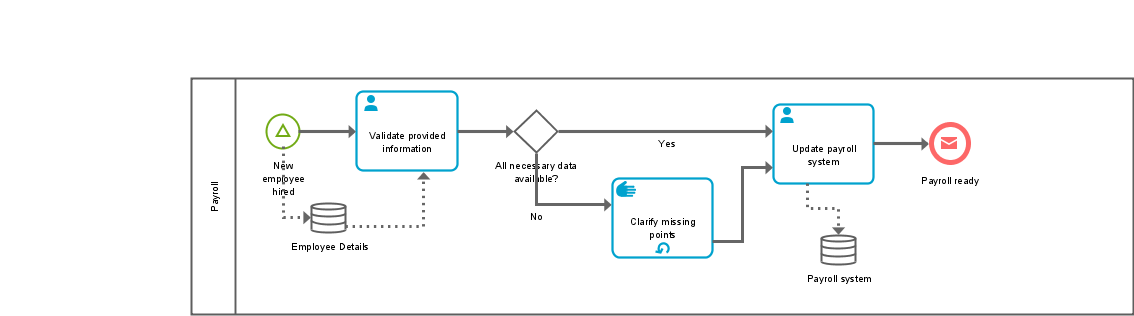 Payroll
New
employee
hired
Validate provided
information
Employee Details
All necessary data
available?
Yes
No
Clarify missing
points
Update payroll
system
Payroll system
Payroll ready